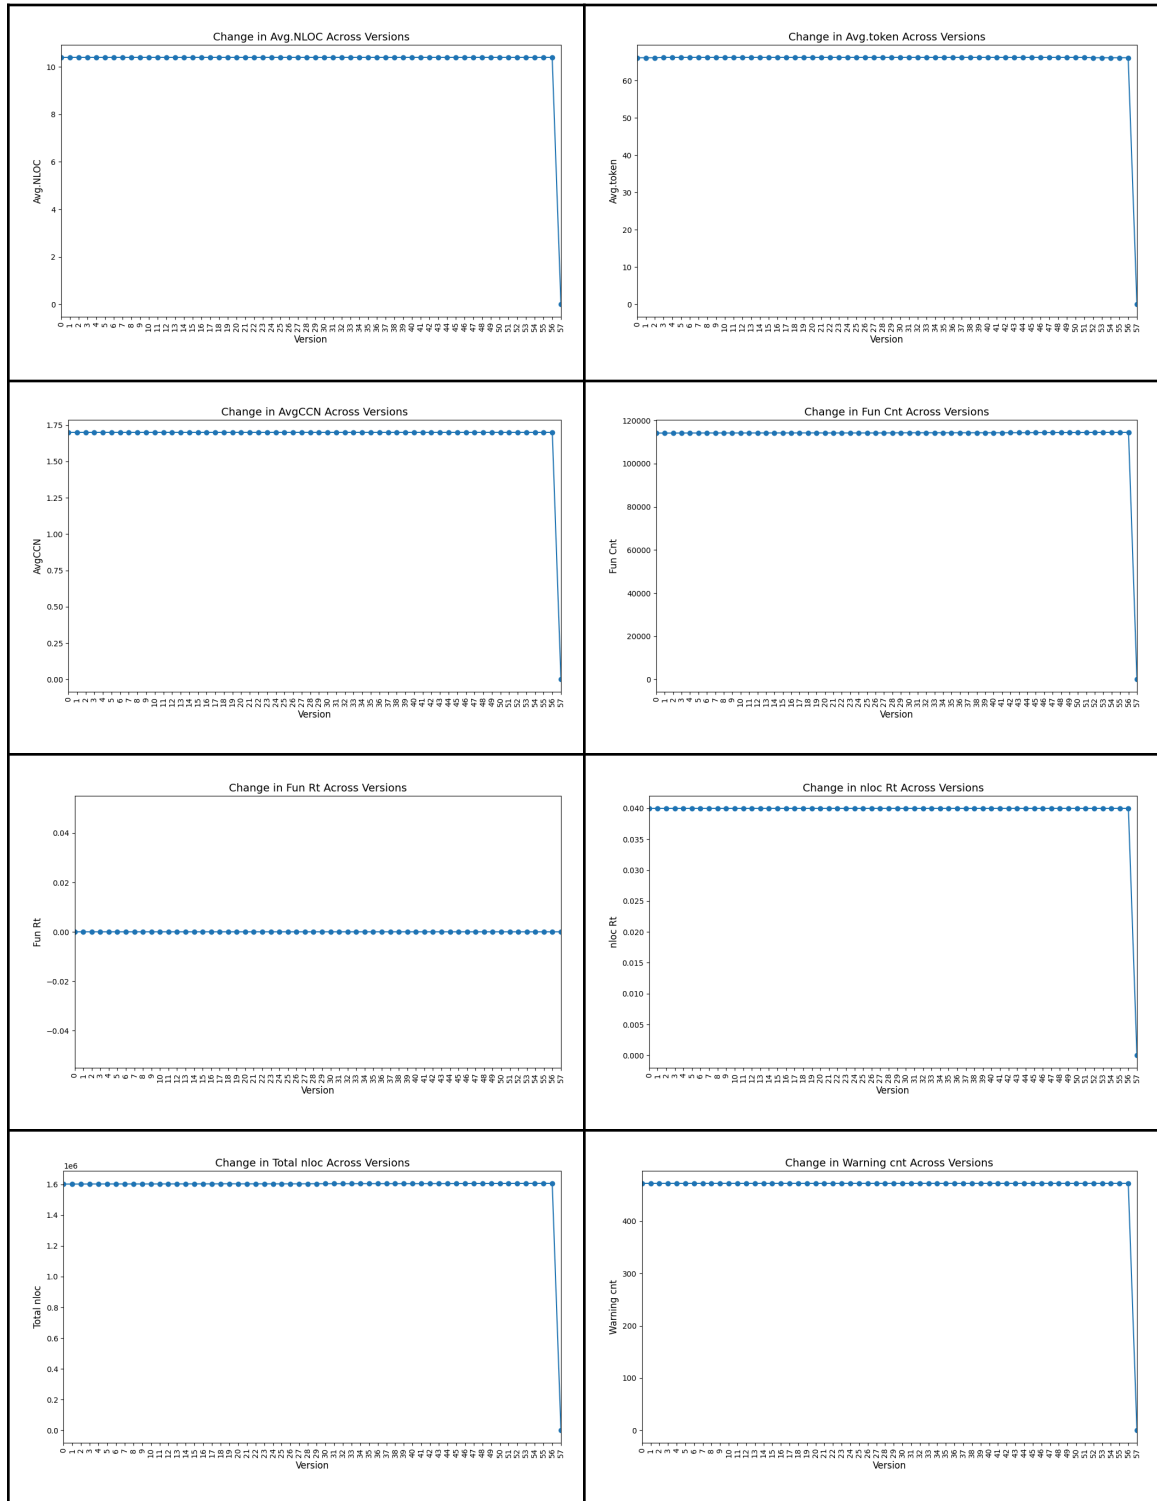 Change in Avg.NLOC Across Versions
10
8
6
4
2
0
Avg.NLOC
0 1 2 3 4 5 6 7 8 9 10 11 12 13 14 15 16 17 18 19 20 21 22 23 24 25 26 27 28 29 30 31 32 33 34 35 36 37 38 39 40 41 42 43 44 45 46 47 48 49 50 51 52 53 54 55 56 57
Version
Change in Avg.token Across Versions
60
50
40
30
20
10
0
Avg.token
0 1 2 3 4 5 6 7 8 9 10 11 12 13 14 15 16 17 18 19 20 21 22 23 24 25 26 27 28 29 30 31 32 33 34 35 36 37 38 39 40 41 42 43 44 45 46 47 48 49 50 51 52 53 54 55 56 57
Version
Change in AvgCCN Across Versions
1.75
1.50
1.25
1.00
0.75
0.50
0.25
0.00
AvgCCN
0 1 2 3 4 5 6 7 8 9 10 11 12 13 14 15 16 17 18 19 20 21 22 23 24 25 26 27 28 29 30 31 32 33 34 35 36 37 38 39 40 41 42 43 44 45 46 47 48 49 50 51 52 53 54 55 56 57
Version
Change in Fun Cnt Across Versions
120000
100000
80000
60000
40000
20000
0
Fun Cnt
0 1 2 3 4 5 6 7 8 9 10 11 12 13 14 15 16 17 18 19 20 21 22 23 24 25 26 27 28 29 30 31 32 33 34 35 36 37 38 39 40 41 42 43 44 45 46 47 48 49 50 51 52 53 54 55 56 57
Version
Change in Fun Rt Across Versions
0.04
0.02
0.00
−0.02
−0.04
Fun Rt
0 1 2 3 4 5 6 7 8 9 10 11 12 13 14 15 16 17 18 19 20 21 22 23 24 25 26 27 28 29 30 31 32 33 34 35 36 37 38 39 40 41 42 43 44 45 46 47 48 49 50 51 52 53 54 55 56 57
Version
Change in nloc Rt Across Versions
0.040
0.035
0.030
0.025
0.020
0.015
0.010
0.005
0.000
nloc Rt
0 1 2 3 4 5 6 7 8 9 10 11 12 13 14 15 16 17 18 19 20 21 22 23 24 25 26 27 28 29 30 31 32 33 34 35 36 37 38 39 40 41 42 43 44 45 46 47 48 49 50 51 52 53 54 55 56 57
Version
Change in Total nloc Across Versions
1e6
1.6
1.4
1.2
1.0
0.8
0.6
0.4
0.2
0.0
Total nloc
0 1 2 3 4 5 6 7 8 9 10 11 12 13 14 15 16 17 18 19 20 21 22 23 24 25 26 27 28 29 30 31 32 33 34 35 36 37 38 39 40 41 42 43 44 45 46 47 48 49 50 51 52 53 54 55 56 57
Version
Change in Warning cnt Across Versions
400
300
200
100
0
Warning cnt
0 1 2 3 4 5 6 7 8 9 10 11 12 13 14 15 16 17 18 19 20 21 22 23 24 25 26 27 28 29 30 31 32 33 34 35 36 37 38 39 40 41 42 43 44 45 46 47 48 49 50 51 52 53 54 55 56 57
Version